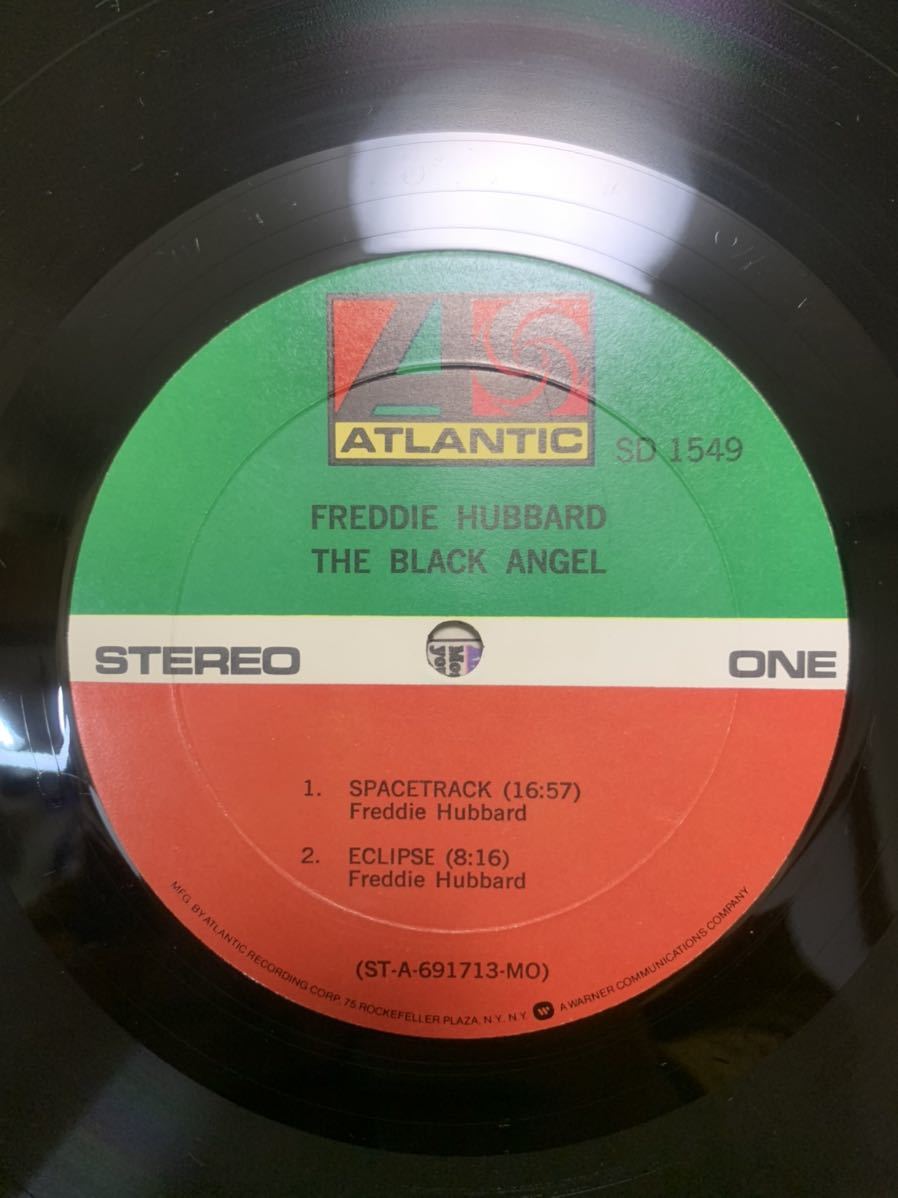 ATLANTIC
SD 1549
FREDDIE HUBBARD
THE BLACK ANGEL
STEREO
ONE
1. SPACETRACK (16:57)
Freddie Hubbard
2. ECLIPSE (8:16)
Freddie Hubbard
(ST-A-691713-MO)
MFG. BY ATLANTIC RECORDING CORP. 75 ROCKEFELLER PLAZA, N.Y. N.Y. A WARNER COMMUNICATIONS COMPANY